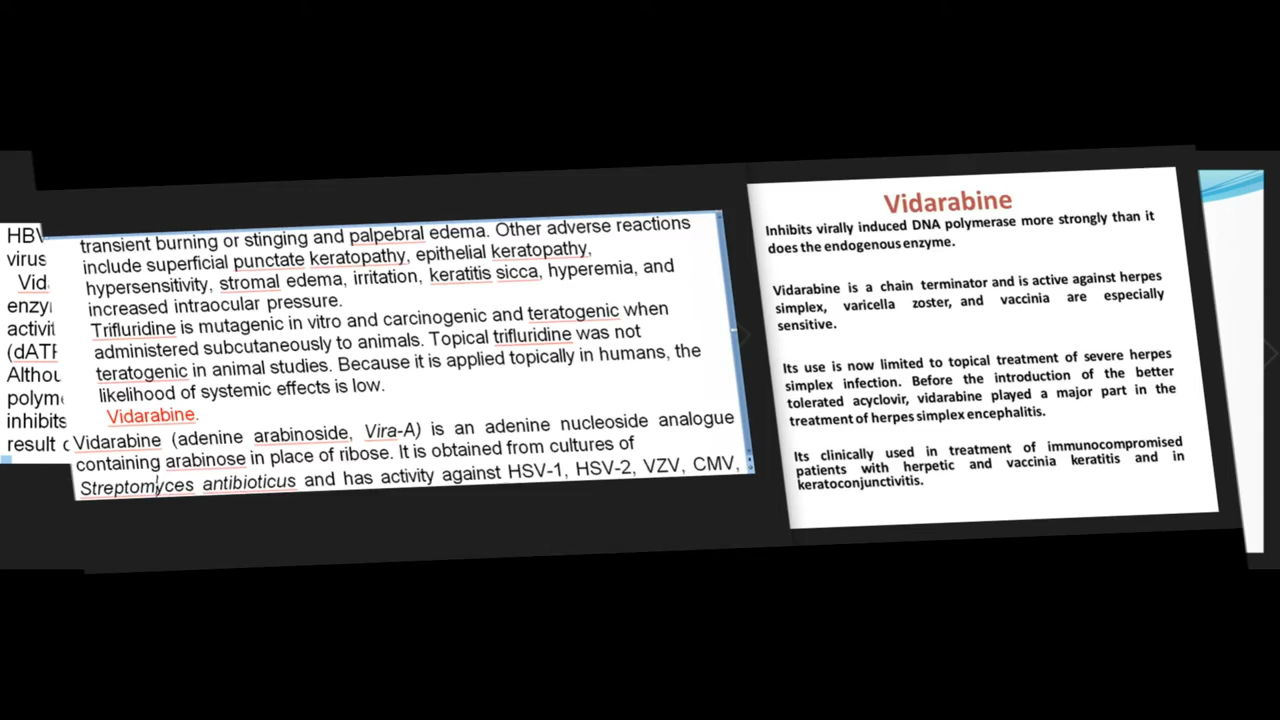 HBV
virus
Vid
enzy
activit
(dATP
Althou
polym
inhibits
result
transient burning or stinging and palpebral edema. Other adverse reactions
include superficial punctate keratopathy, epithelial keratopathy,
hypersensitivity, stromal edema, irritation, keratitis sicca, hyperemia, and
increased intraocular pressure.
Trifluridine is mutagenic in vitro and carcinogenic and teratogenic when
administered subcutaneously to animals. Topical trifluridine was not
teratogenic in animal studies. Because it is applied topically in humans, the
likelihood of systemic effects is low.
Vidarabine.
Vidarabine (adenine arabinoside, Vira-A) is an adenine nucleoside analogue
containing arabinose in place of ribose. It is obtained from cultures of
Streptomyces antibioticus and has activity against HSV-1, HSV-2, VZV, CMV,
Vidarabine
Inhibits virally induced DNA polymerase more strongly than it
does the endogenous enzyme.
Vidarabine is a chain terminator and is active against herpes
simplex, varicella zoster, and vaccinia are especially
sensitive.
Its use is now limited to topical treatment of severe herpes
simplex infection. Before the introduction of the better
tolerated acyclovir, vidarabine played a major part in the
treatment of herpes simplex encephalitis.
Its clinically used in treatment of immunocompromised
patients with herpetic and vaccinia keratitis and in
keratoconjunctivitis.